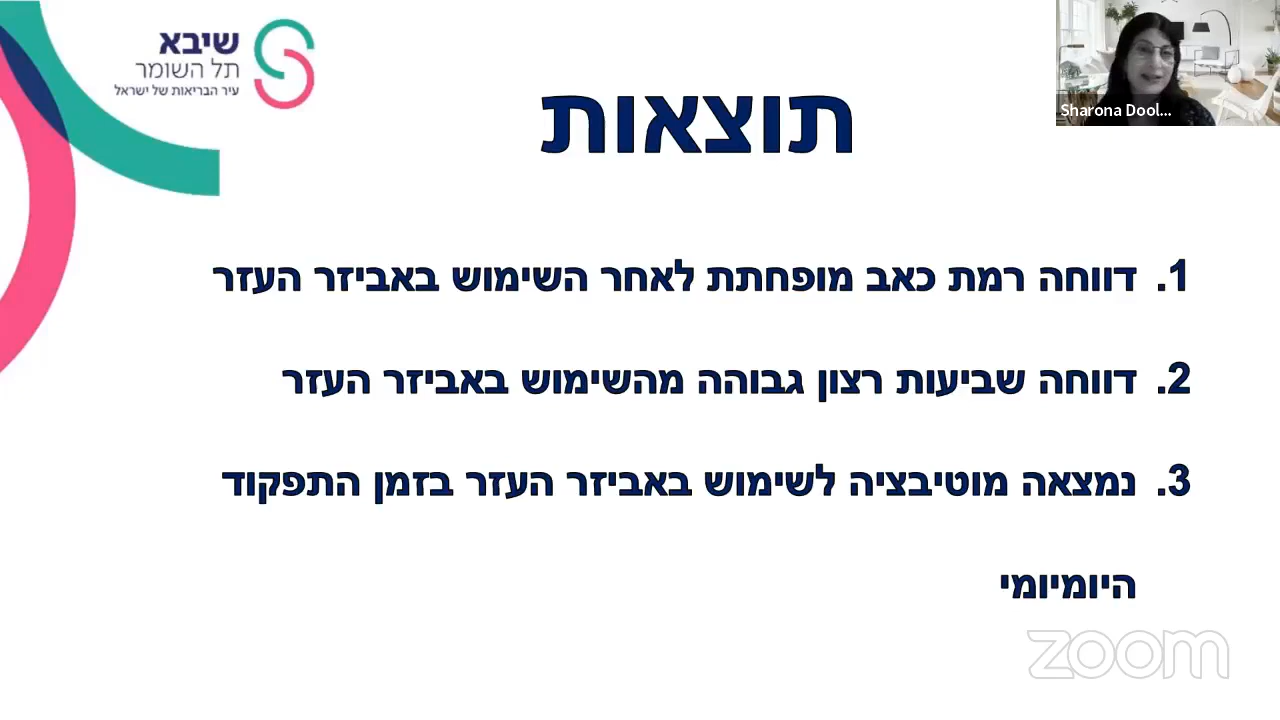 שיבא
תל השומר
עיר הבריאות של ישראל
Sharona Dool...
תוצאות
1. דווחה רמת כאב מופחתת לאחר השימוש באביזר העזר
2. דווחה שביעות רצון גבוהה מהשימוש באביזר העזר
3. נמצאה מוטיבציה לשימוש באביזר העזר בזמן התפקוד
היומיומי
zoom